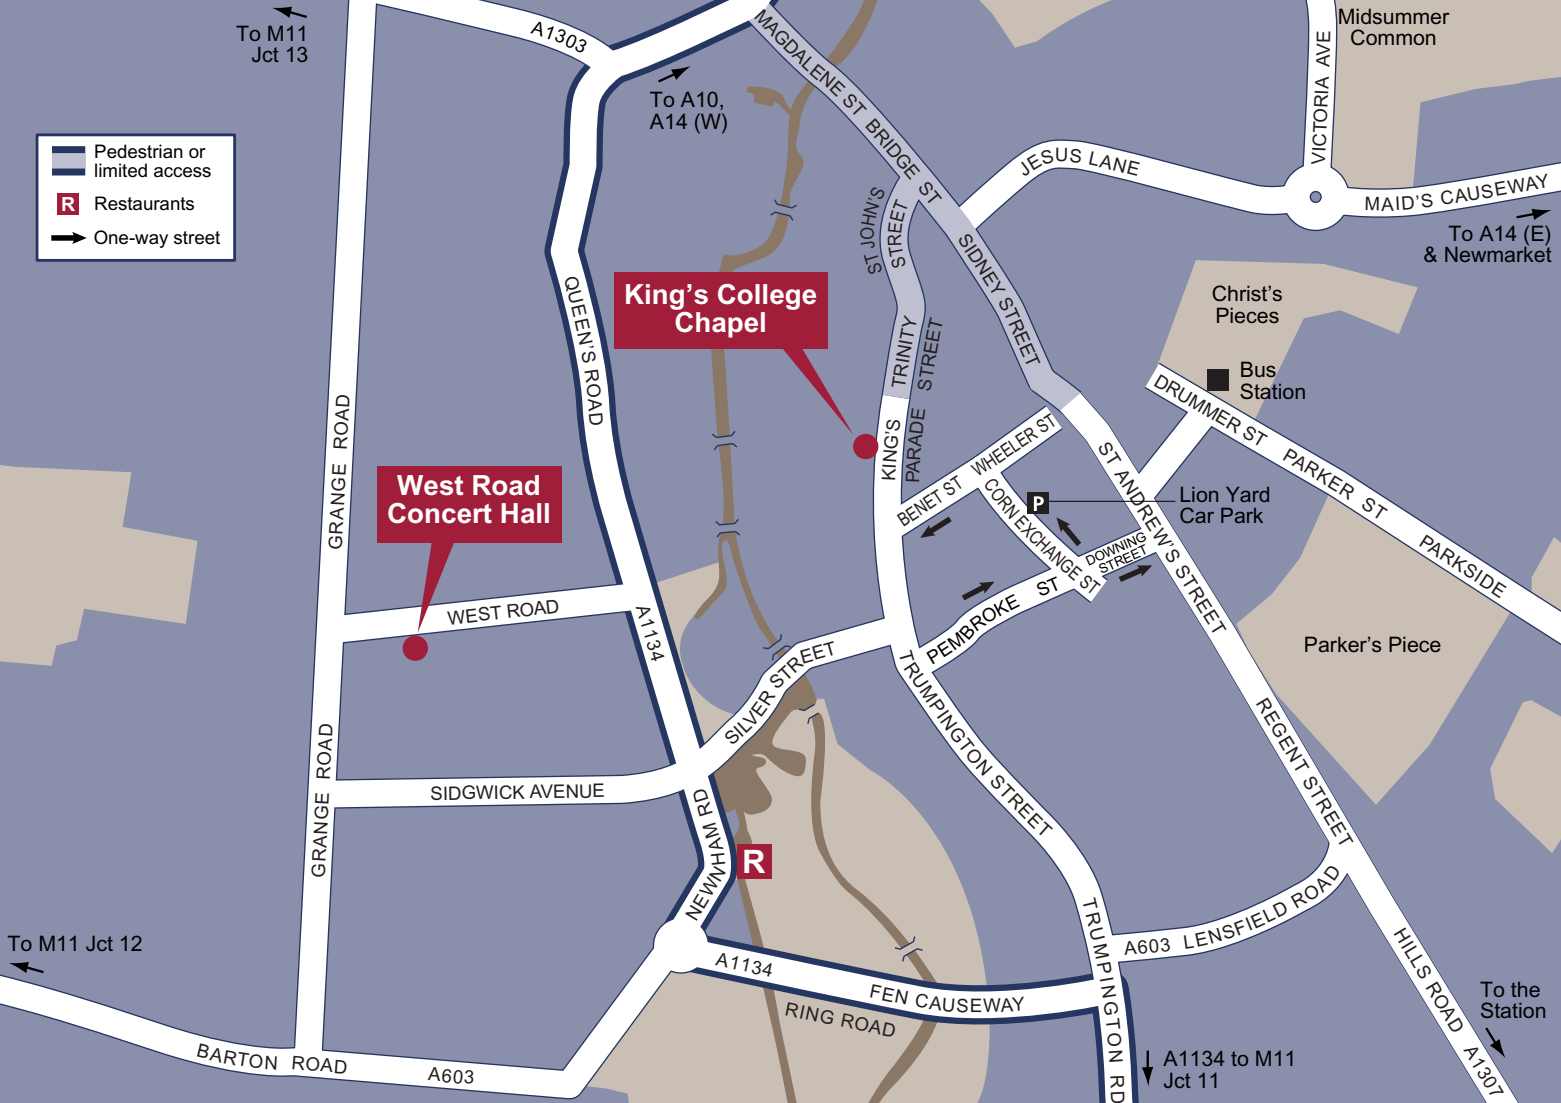 To M11
Jct 13
A1303
To A10,
A14 (W)
MAGDALENE ST
BRIDGE ST
Midsummer
Common
VICTORIA AVE
JESUS LANE
MAID'S CAUSEWAY
To A14 (E)
& Newmarket
Pedestrian or
limited access
R Restaurants
One-way street
ST JOHN'S
STREET
SIDNEY STREET
King's College
Chapel
QUEEN'S ROAD
TRINITY
STREET
Christ's
Pieces
Bus
Station
DRUMMER ST
PARKER ST
PARKSIDE
KING'S
PARADE
BENET ST
WHEELER ST
CORN EXCHANGE ST
P
Lion Yard
Car Park
ST ANDREW'S STREET
DOWNING
STREET
PEMBROKE ST
GRANGE ROAD
West Road
Concert Hall
WEST ROAD
A1134
SILVER STREET
Parker's Piece
TRUMPINGTON STREET
REGENT STREET
GRANGE ROAD
GRANGE ROAD
SIDGWICK AVENUE
NEWNHAM RD
R
TRUMPINGTON RD
A603 LENSFIELD ROAD
HILLS ROAD A1307
To M11 Jct 12
A1134
FEN CAUSEWAY
RING ROAD
To the
Station
BARTON ROAD
A603
A1134 to M11
Jct 11